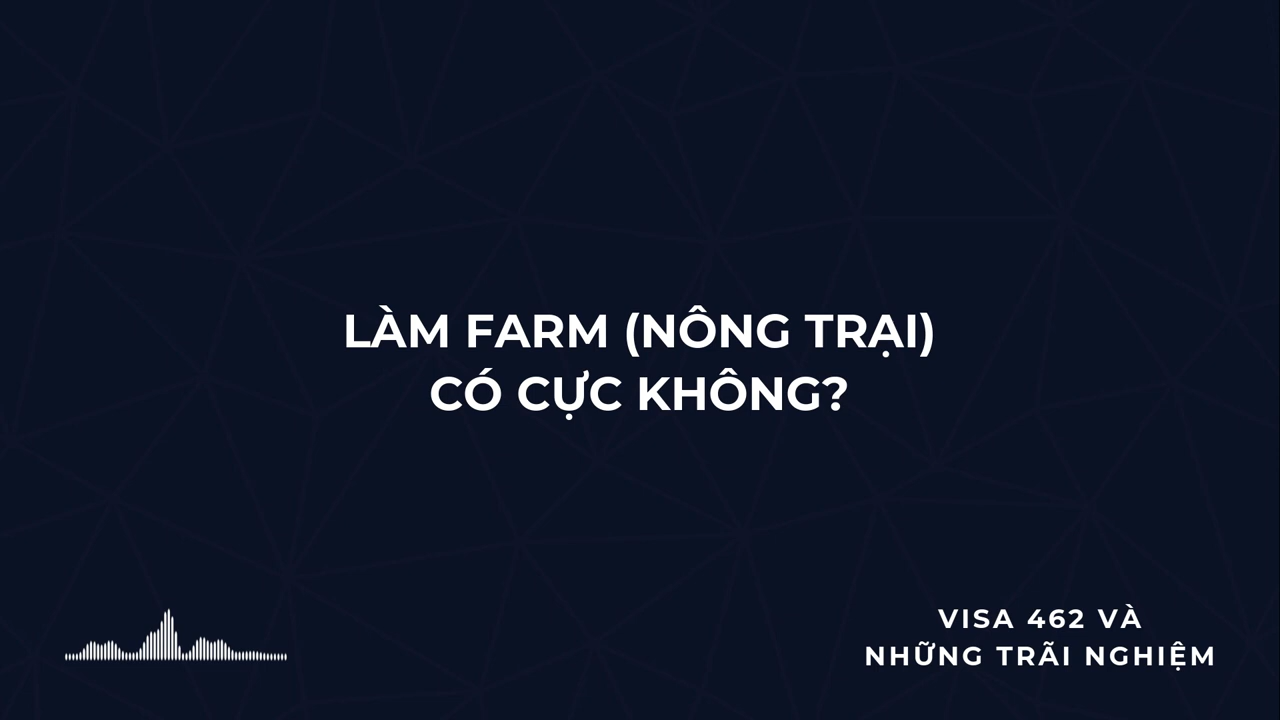 LÀM FARM (NÔNG TRẠI)
CÓ CỰC KHÔNG?
VISA 462 VÀ
NHỮNG TRÃI NGHIỆM